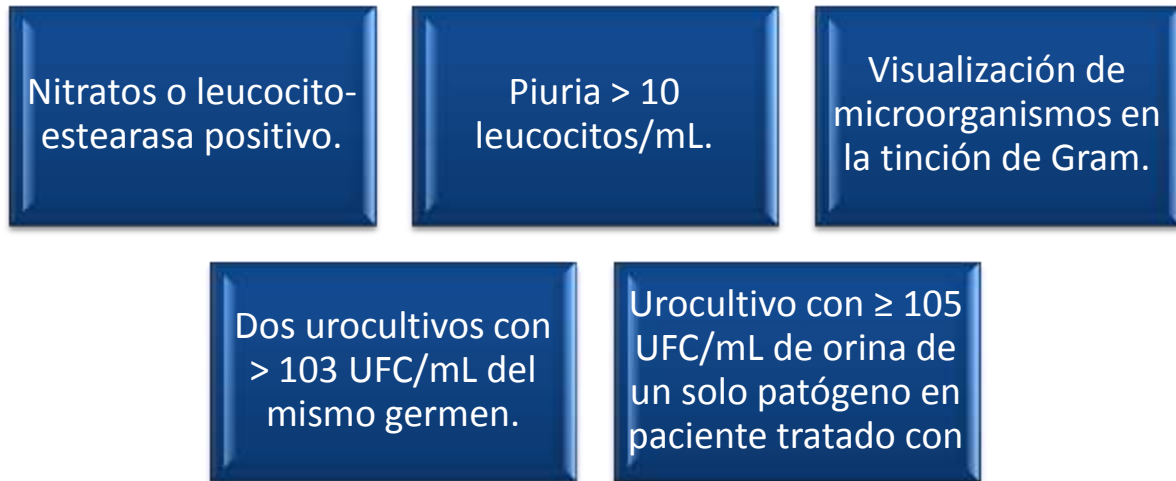 Nitratos o leucocito-
estearasa positivo.
Piuria > 10
leucocitos/mL.
Visualización de
microorganismos en
la tinción de Gram.
Dos urocultivos con
> 103 UFC/mL del
mismo germen.
Urocultivo con ≥ 105
UFC/mL de orina de
un solo patógeno en
paciente tratado con